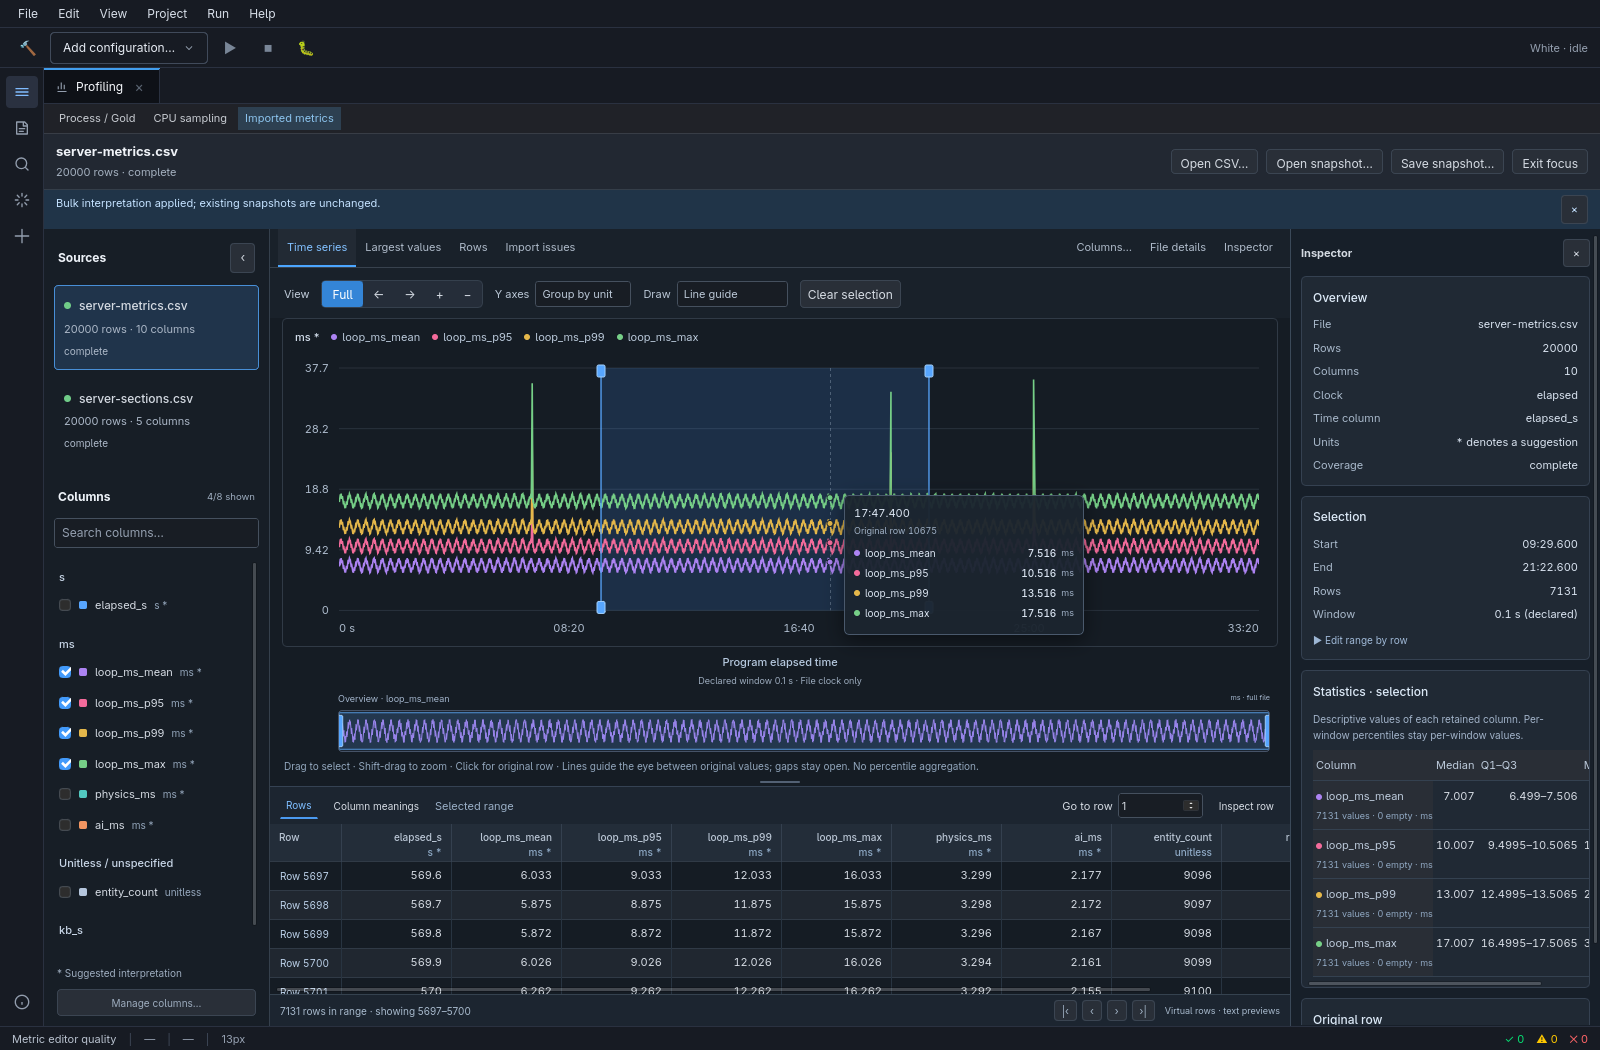 File Edit View Project Run Help
Add configuration... White · idle
Profiling ×
Process / Gold CPU sampling Imported metrics
server-metrics.csv
20000 rows · complete
Open CSV... Open snapshot... Save snapshot... Exit focus
Bulk interpretation applied; existing snapshots are unchanged. ×
Sources
server-metrics.csv
20000 rows · 10 columns
complete
server-sections.csv
20000 rows · 5 columns
complete
Columns 4/8 shown
Search columns...
s
elapsed_s s *
ms
loop_ms_mean ms *
loop_ms_p95 ms *
loop_ms_p99 ms *
loop_ms_max ms *
physics_ms ms *
ai_ms ms *
Unitless / unspecified
entity_count unitless
kb_s
* Suggested interpretation
Manage columns...
Time series Largest values Rows Import issues Columns... File details Inspector
View Full ← → + − Y axes Group by unit Draw Line guide Clear selection
ms * loop_ms_mean loop_ms_p95 loop_ms_p99 loop_ms_max
37.7
28.2
18.8
9.42
0
0 s 08:20 16:40 33:20
17:47.400
Original row 10675
loop_ms_mean 7.516 ms
loop_ms_p95 10.516 ms
loop_ms_p99 13.516 ms
loop_ms_max 17.516 ms
Program elapsed time
Declared window 0.1 s · File clock only
Overview · loop_ms_mean ms · full file
Drag to select · Shift-drag to zoom · Click for original row · Lines guide the eye between original values; gaps stay open. No percentile aggregation.
Rows Column meanings Selected range Go to row 1 Inspect row
Row elapsed_s loop_ms_mean loop_ms_p95 loop_ms_p99 loop_ms_max physics_ms ai_ms entity_count r
s * ms * ms * ms * ms * ms * ms * unitless
Row 5697 569.6 6.033 9.033 12.033 16.033 3.299 2.177 9096
Row 5698 569.7 5.875 8.875 11.875 15.875 3.298 2.172 9097
Row 5699 569.8 5.872 8.872 11.872 15.872 3.296 2.167 9098
Row 5700 569.9 6.026 9.026 12.026 16.026 3.294 2.161 9099
Row 5701 570 6.262 9.262 12.262 16.262 3.292 2.155 9100
7131 rows in range · showing 5697–5700 Virtual rows · text previews
Inspector ×
Overview
File server-metrics.csv
Rows 20000
Columns 10
Clock elapsed
Time column elapsed_s
Units * denotes a suggestion
Coverage complete
Selection
Start 09:29.600
End 21:22.600
Rows 7131
Window 0.1 s (declared)
▶ Edit range by row
Statistics · selection
Descriptive values of each retained column. Per-
window percentiles stay per-window values.
Column Median Q1–Q3
loop_ms_mean 7.007 6.499–7.506
7131 values · 0 empty · ms
loop_ms_p95 10.007 9.4995–10.5065 1
7131 values · 0 empty · ms
loop_ms_p99 13.007 12.4995–13.5065 2
7131 values · 0 empty · ms
loop_ms_max 17.007 16.4995–17.5065 3
7131 values · 0 empty · ms
Original row
Metric editor quality — — 13px 0 0 0